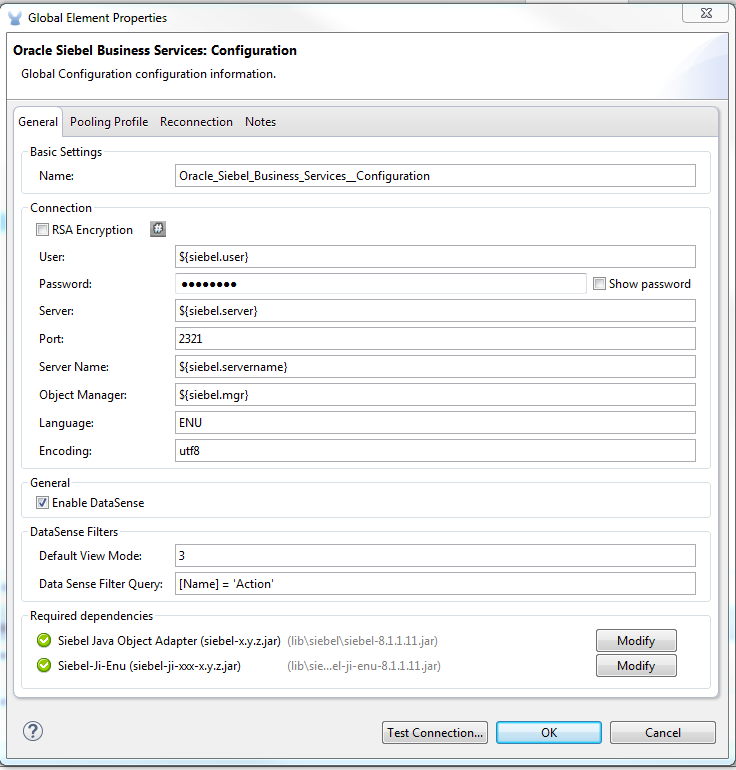 Global Element Properties
Oracle Siebel Business Services: Configuration
Global Configuration configuration information.
General Pooling Profile Reconnection Notes
Basic Settings
Name: Oracle_Siebel_Business_Services__Configuration
Connection
RSA Encryption #
User: ${siebel.user}
Password: ●●●●●●●● Show password
Server: ${siebel.server}
Port: 2321
Server Name: ${siebel.servername}
Object Manager: ${siebel.mgr}
Language: ENU
Encoding: utf8
General
Enable DataSense
DataSense Filters
Default View Mode: 3
Data Sense Filter Query: [Name] = 'Action'
Required dependencies
Siebel Java Object Adapter (siebel-x.y.z.jar) (lib\siebel\siebel-8.1.1.11.jar) Modify
Siebel-Ji-Enu (siebel-ji-xxx-x.y.z.jar) (lib\sie...el-ji-enu-8.1.1.11.jar) Modify
? Test Connection... OK Cancel